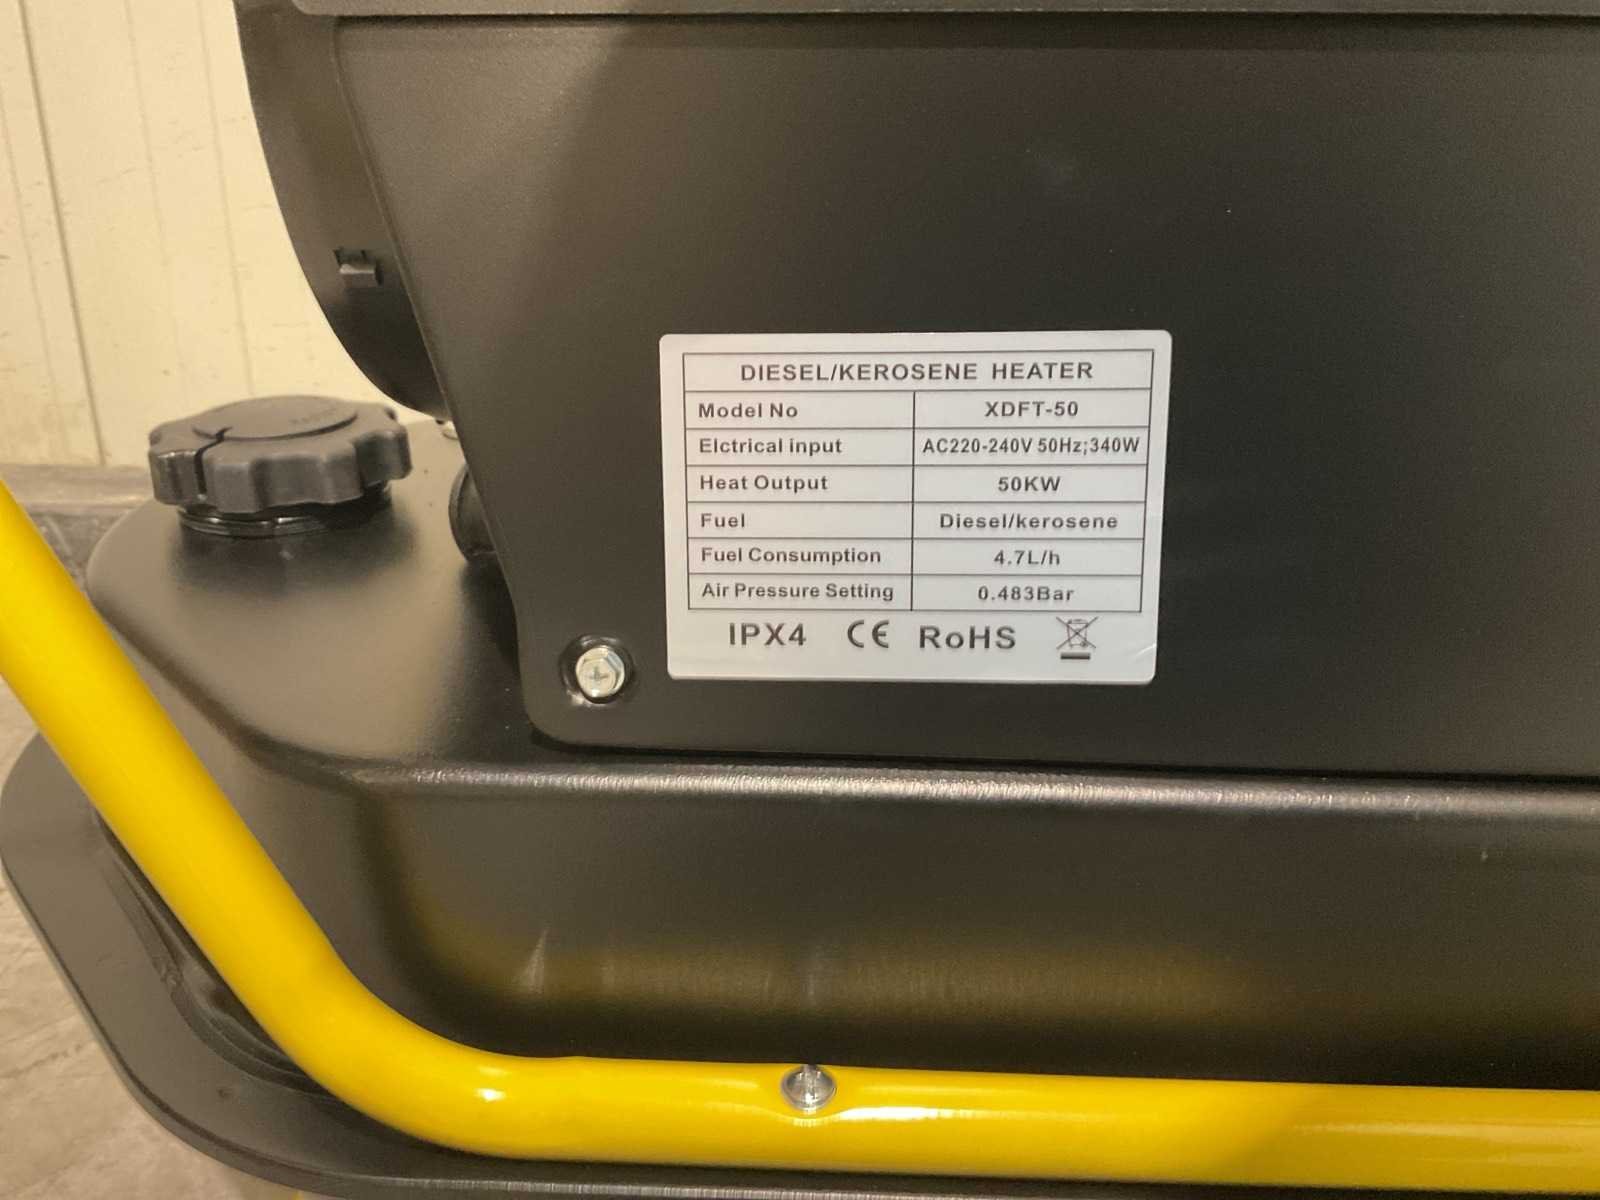 DIESEL/KEROSENE HEATER
Model No XDFT-50
Elctrical input AC220-240V 50Hz;340W
Heat Output 50KW
Fuel Diesel/kerosene
Fuel Consumption 4.7L/h
Air Pressure Setting 0.483Bar
IPX4 CE RoHS